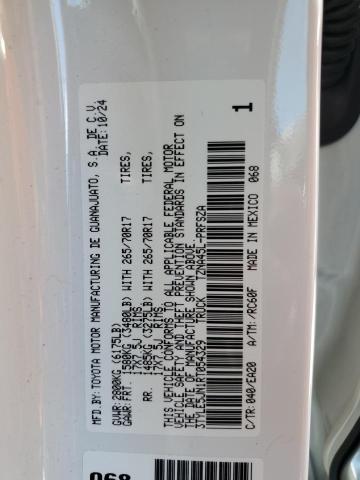 MFD.BY:TOYOTA MOTOR MANUFACTURING DE GUANAJUATO, S.A. DE C.V.
DATE:10/24
GVWR:2800KG (6175LB)
GAWR:FRT. 1580KG (3480LB) WITH 265/70R17 TIRES,
17X7.5J RIMS
RR. 1485KG (3275LB) WITH 265/70R17 TIRES,
17X7.5J RIMS
THIS VEHICLE CONFORMS TO ALL APPLICABLE FEDERAL MOTOR
VEHICLE SAFETY AND THEFT PREVENTION STANDARDS IN EFFECT ON
THE DATE OF MANUFACTURE SHOWN ABOVE.
3TYLE5JN1RT054329 TRUCK TZNA45L-PRFSZA
C/TR:040/EA20 A/TM:/RC60F MADE IN MEXICO 068
1
068